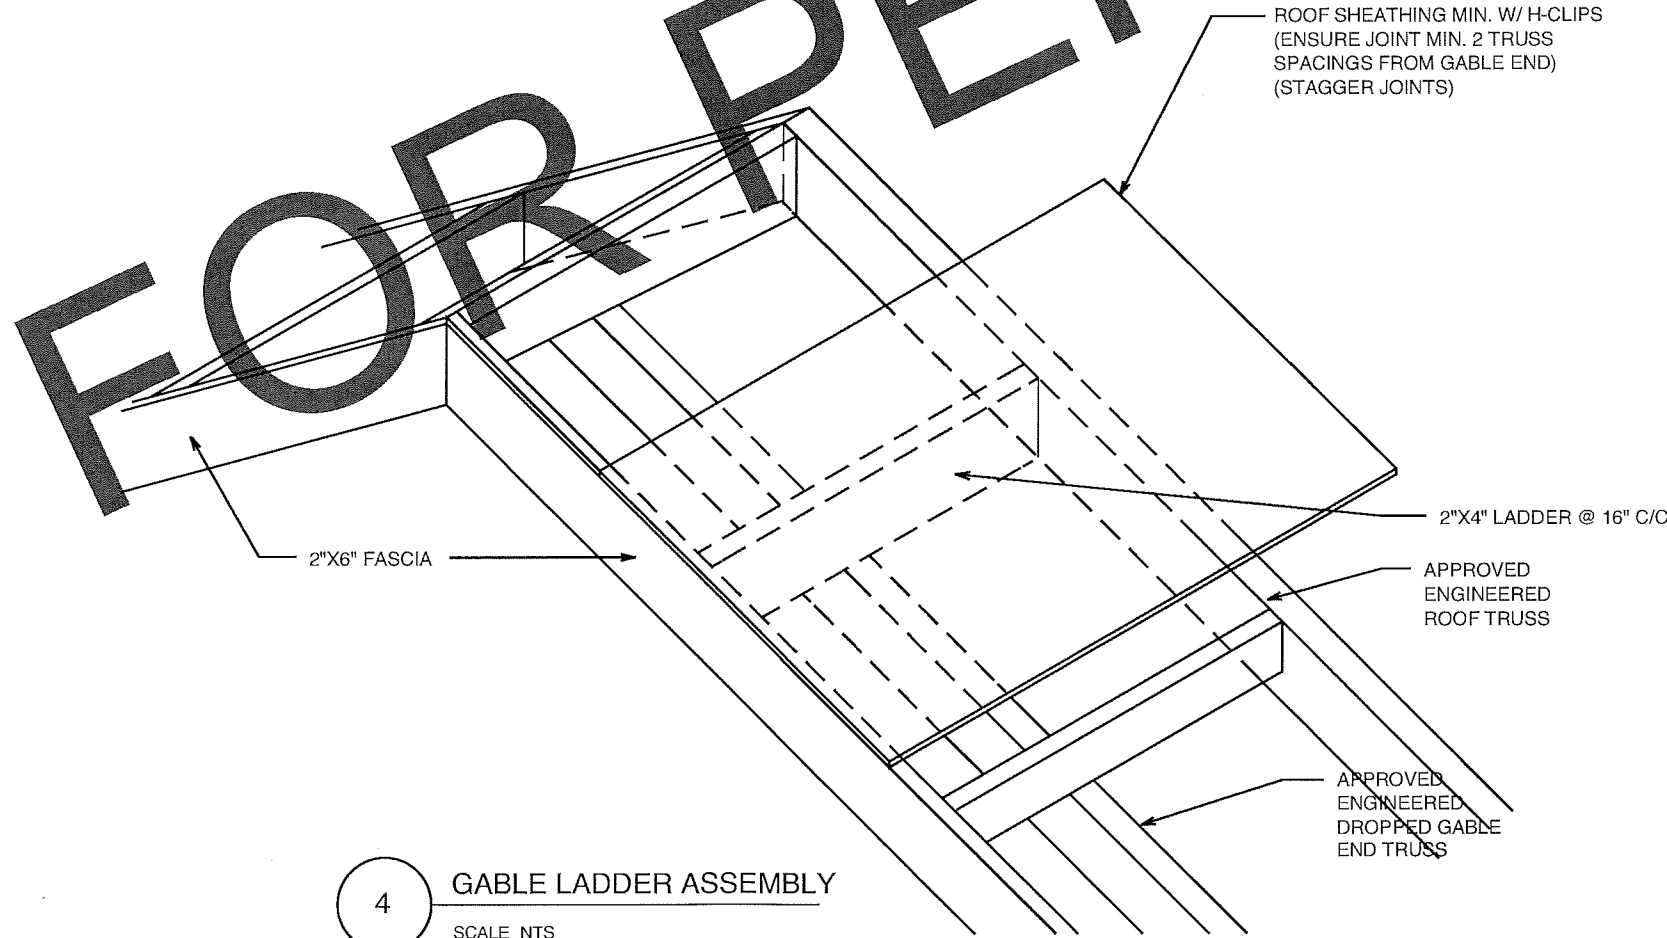 FOR PE
ROOF SHEATHING MIN. W/ H-CLIPS
(ENSURE JOINT MIN. 2 TRUSS
SPACINGS FROM GABLE END)
(STAGGER JOINTS)
2"X6" FASCIA
2"X4" LADDER @ 16" C/C
APPROVED
ENGINEERED
ROOF TRUSS
APPROVED
ENGINEERED
DROPPED GABLE
END TRUSS
4
GABLE LADDER ASSEMBLY
SCALE NTS